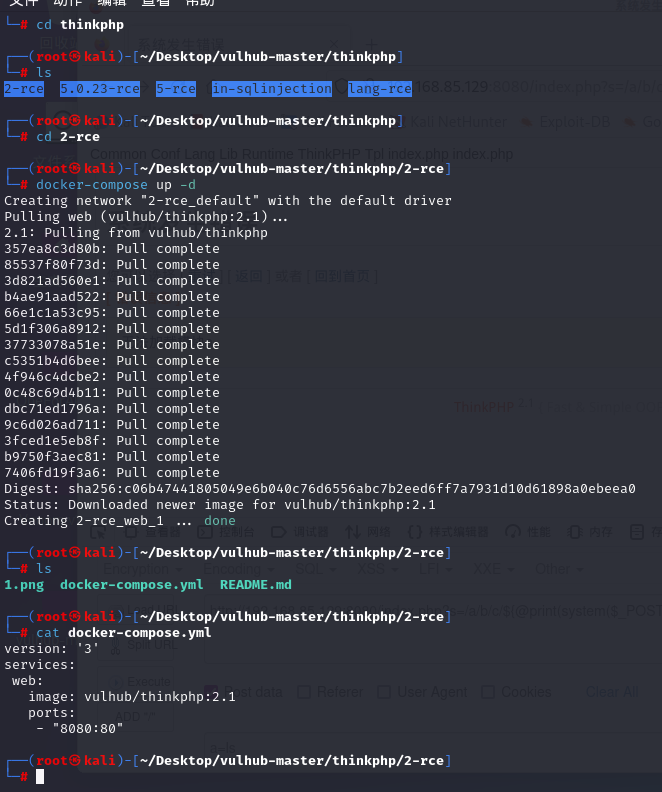 文件 动作 编辑 查看 帮助
└─# cd thinkphp
┌──(root㉿kali)-[~/Desktop/vulhub-master/thinkphp]
└─# ls
2-rce 5.0.23-rce 5-rce in-sqlinjection lang-rce
┌──(root㉿kali)-[~/Desktop/vulhub-master/thinkphp]
└─# cd 2-rce
┌──(root㉿kali)-[~/Desktop/vulhub-master/thinkphp/2-rce]
└─# docker-compose up -d
Creating network "2-rce_default" with the default driver
Pulling web (vulhub/thinkphp:2.1)...
2.1: Pulling from vulhub/thinkphp
357ea8c3d80b: Pull complete
85537f80f73d: Pull complete
3d821ad560e1: Pull complete
b4ae91aad522: Pull complete
66e1c1a53c95: Pull complete
5d1f306a8912: Pull complete
37733078a51e: Pull complete
c5351b4d6bee: Pull complete
4f946c4dcbe2: Pull complete
0c48c69d4b11: Pull complete
dbc71ed1796a: Pull complete
9c6d026ad711: Pull complete
3fced1e5eb8f: Pull complete
b9750f3aec81: Pull complete
7406fd19f3a6: Pull complete
Digest: sha256:c06b47441805049e6b040c76d6556abc7b2eed6ff7a7931d10d61898a0ebeea0
Status: Downloaded newer image for vulhub/thinkphp:2.1
Creating 2-rce_web_1 ... done
┌──(root㉿kali)-[~/Desktop/vulhub-master/thinkphp/2-rce]
└─# ls
1.png docker-compose.yml README.md
┌──(root㉿kali)-[~/Desktop/vulhub-master/thinkphp/2-rce]
└─# cat docker-compose.yml
version: '3'
services:
 web:
   image: vulhub/thinkphp:2.1
   ports:
    - "8080:80"
┌──(root㉿kali)-[~/Desktop/vulhub-master/thinkphp/2-rce]
└─#